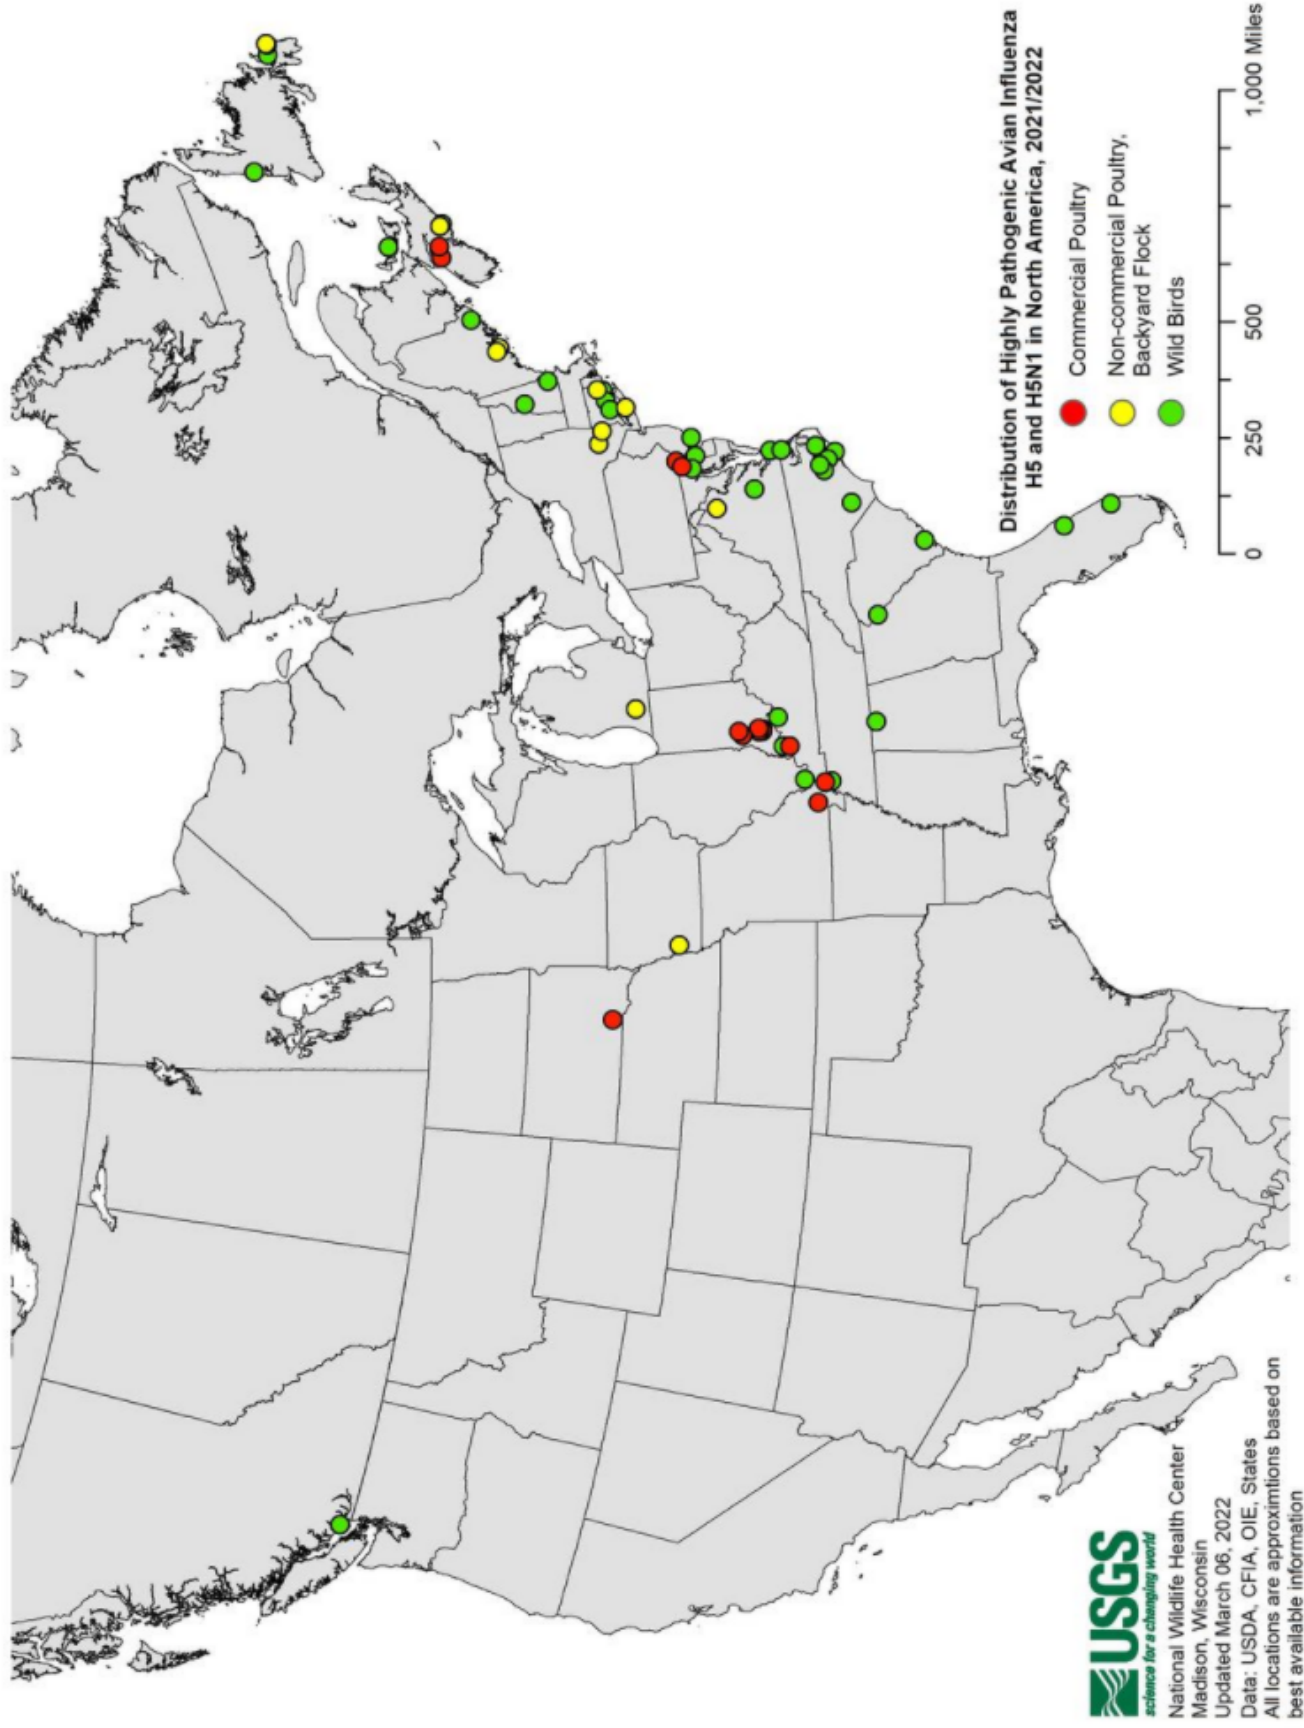 Distribution of Highly Pathogenic Avian Influenza
H5 and H5N1 in North America, 2021/2022
Commercial Poultry
Non-commercial Poultry,
Backyard Flock
Wild Birds
0 250 500 1,000 Miles
USGS
science for a changing world
National Wildlife Health Center
Madison, Wisconsin
Updated March 06, 2022
Data: USDA, CFIA, OIE, States
All locations are approximtions based on
best available information